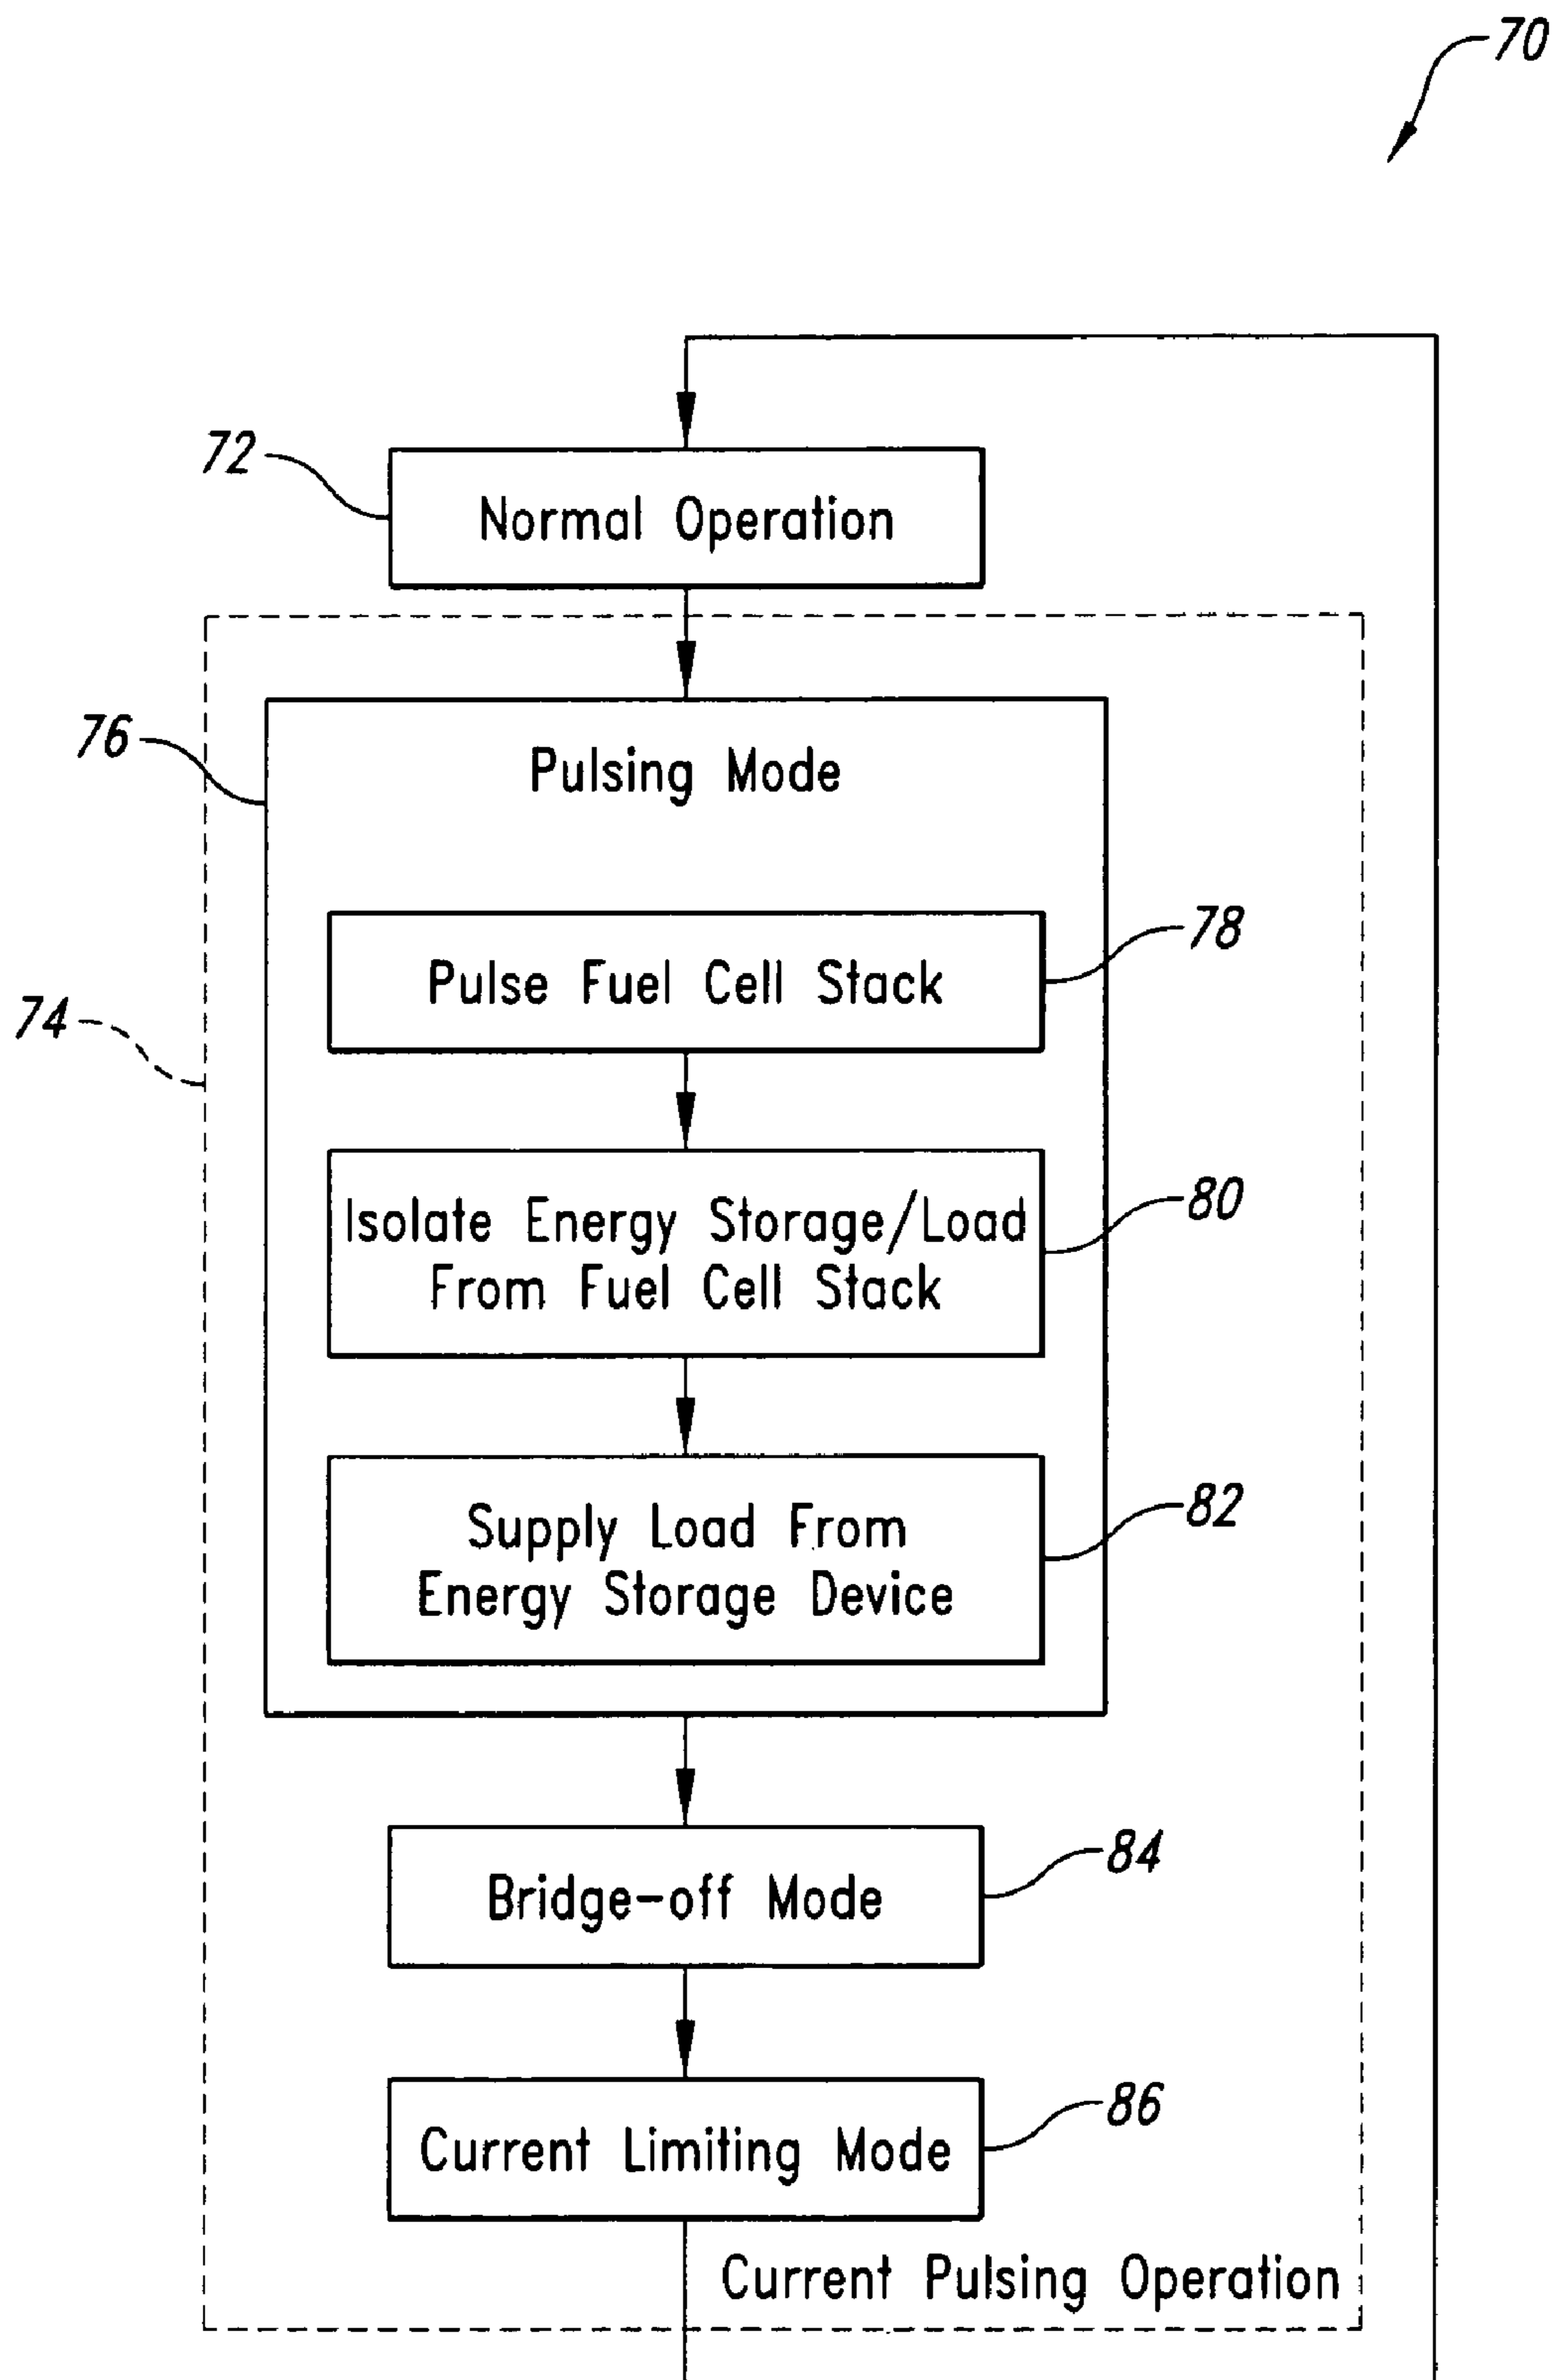 70
72
Normal Operation
76
Pulsing Mode
78
Pulse Fuel Cell Stack
74
80
Isolate Energy Storage/Load
From Fuel Cell Stack
82
Supply Load From
Energy Storage Device
84
Bridge-off Mode
86
Current Limiting Mode
Current Pulsing Operation